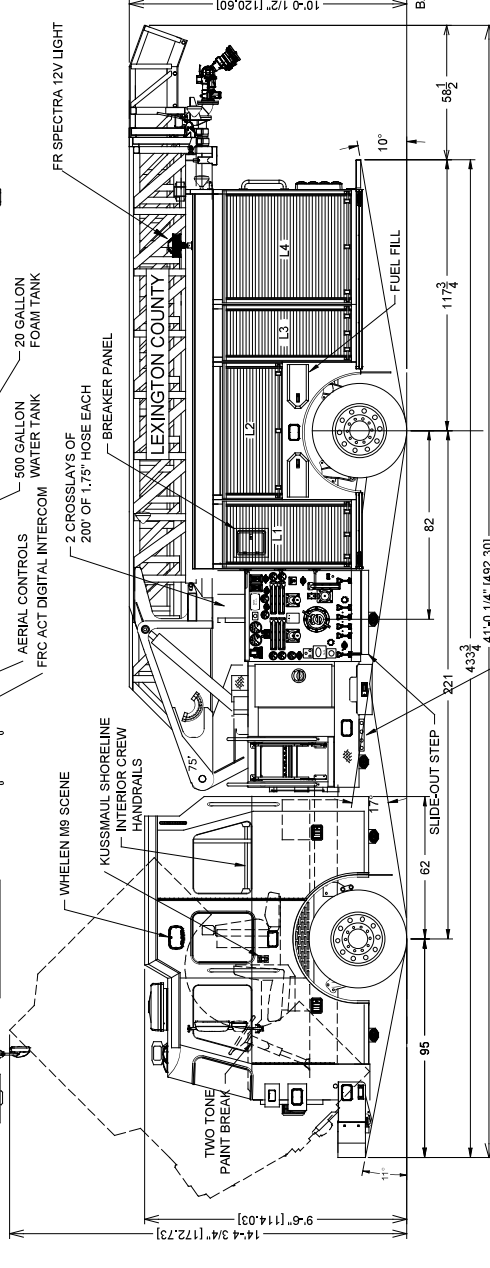 10'-0 1/2" [120.60]
FR SPECTRA 12V LIGHT
20 GALLON
FOAM TANK
500 GALLON
WATER TANK
AERIAL CONTROLS
FRC ACT DIGITAL INTERCOM
2 CROSSLAYS OF
200' OF 1.75" HOSE EACH
BREAKER PANEL
LEXINGTON COUNTY
WHELEN M9 SCENE
KUSSMAUL SHORELINE
INTERIOR CREW
HANDRAILS
75'
L1
L2
L3
L4
FUEL FILL
TWO TONE
PAINT BREAK
SLIDE-OUT STEP
10°
17°
11°
58 1/2
117 3/4
82
221
62
95
433 3/4
41'-0 1/4" [492.30]
9'-6" [114.03]
14'-4 3/4" [172.73]